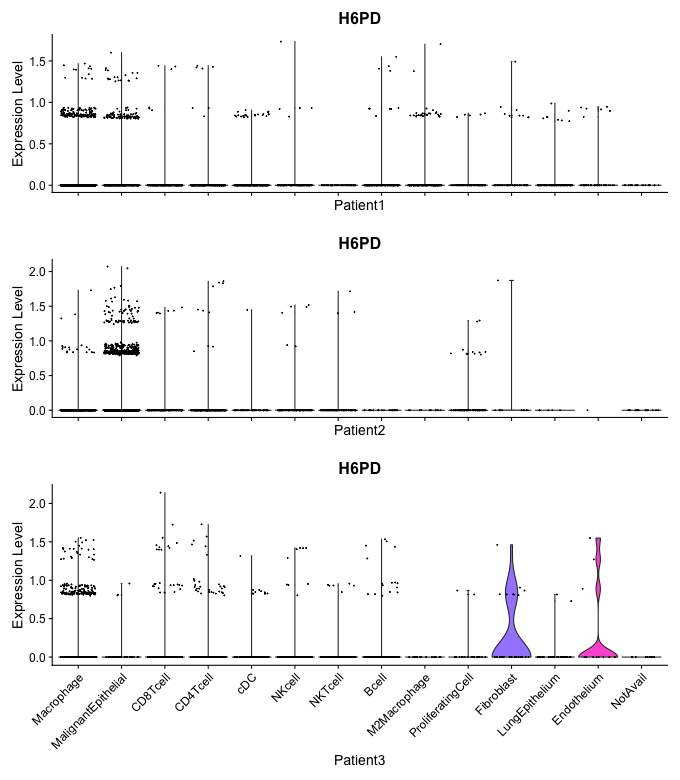 H6PD
Expression Level
1.5
1.0
0.5
0.0
Patient1
H6PD
Expression Level
2.0
1.5
1.0
0.5
0.0
Patient2
H6PD
Expression Level
2.0
1.5
1.0
0.5
0.0
Macrophage
MalignantEpithelial
CD8Tcell
CD4Tcell
cDC
NKcell
NKTcell
Bcell
M2Macrophage
ProliferatingCell
Fibroblast
LungEpithelium
Endothelium
NotAvail
Patient3